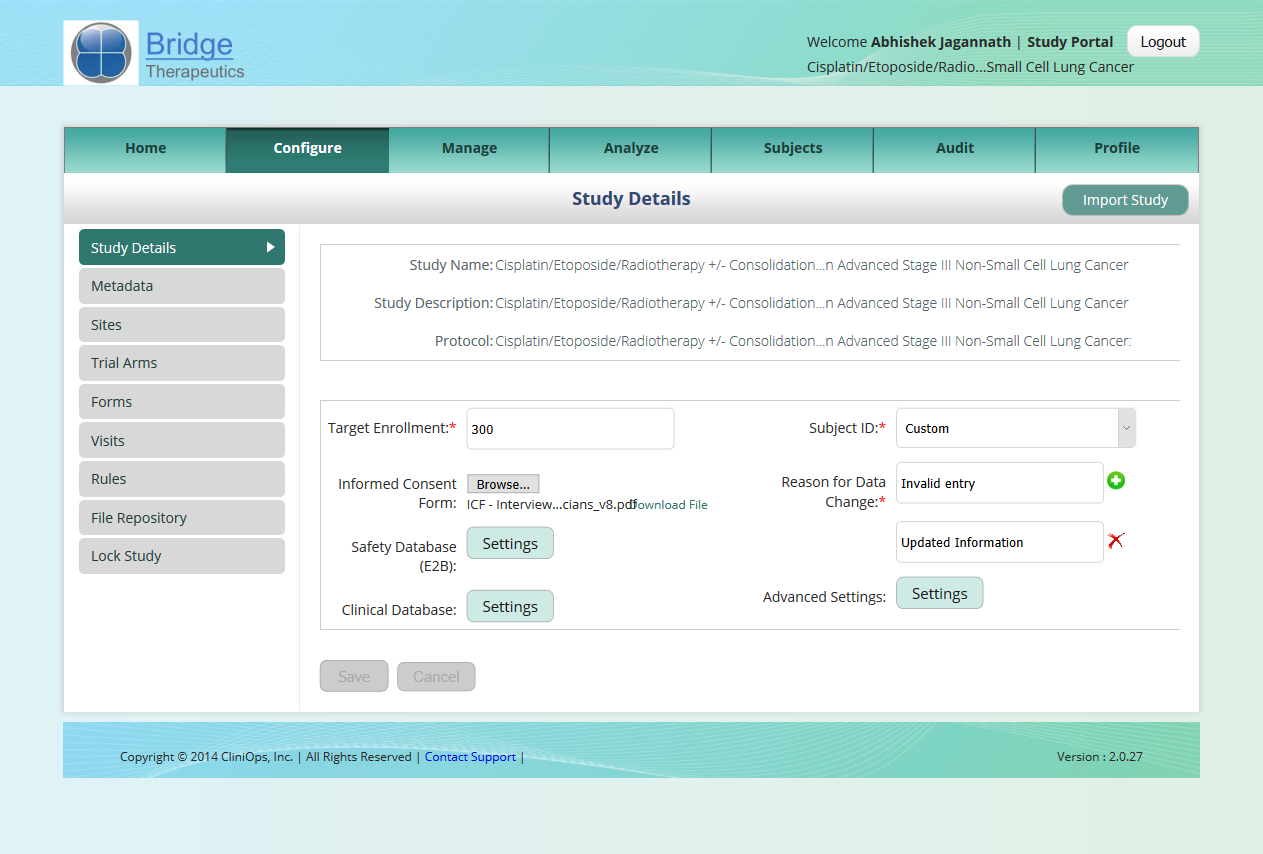 Bridge
Therapeutics
Welcome Abhishek Jagannath | Study Portal
Logout
Cisplatin/Etoposide/Radio...Small Cell Lung Cancer
Home
Configure
Manage
Analyze
Subjects
Audit
Profile
Study Details
Import Study
Study Details
Metadata
Sites
Trial Arms
Forms
Visits
Rules
File Repository
Lock Study
Study Name: Cisplatin/Etoposide/Radiotherapy +/- Consolidation...n Advanced Stage III Non-Small Cell Lung Cancer
Study Description: Cisplatin/Etoposide/Radiotherapy +/- Consolidation...n Advanced Stage III Non-Small Cell Lung Cancer
Protocol: Cisplatin/Etoposide/Radiotherapy +/- Consolidation...n Advanced Stage III Non-Small Cell Lung Cancer:
Target Enrollment:* 300
Subject ID:* Custom
Informed Consent
Form:
Browse...
ICF - Interview...cians_v8.pdf
Download File
Reason for Data
Change:*
Invalid entry
Updated Information
Safety Database
(E2B):
Settings
Advanced Settings: Settings
Clinical Database: Settings
Save
Cancel
Copyright © 2014 CliniOps, Inc. | All Rights Reserved | Contact Support |
Version : 2.0.27